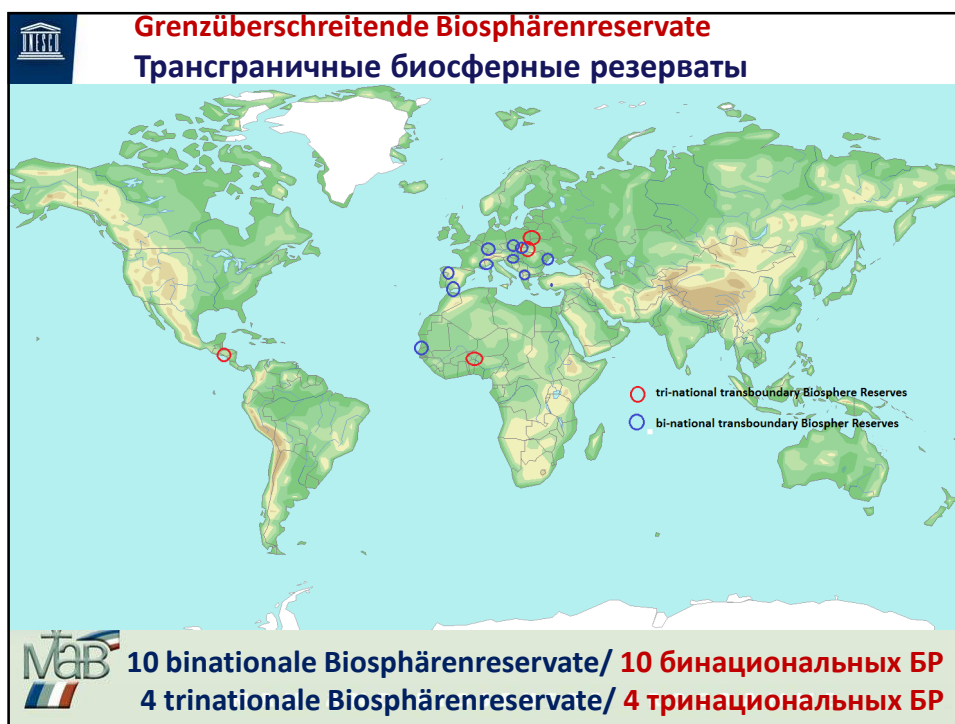 UNESCO
Grenzüberschreitende Biosphärenreservate
Трансграничные биосферные резерваты
tri-national transboundary Biosphere Reserves
bi-national transboundary Biospher Reserves
MaB
10 binationale Biosphärenreservate/ 10 бинациональных БР
4 trinationale Biosphärenreservate/ 4 тринациональных БР